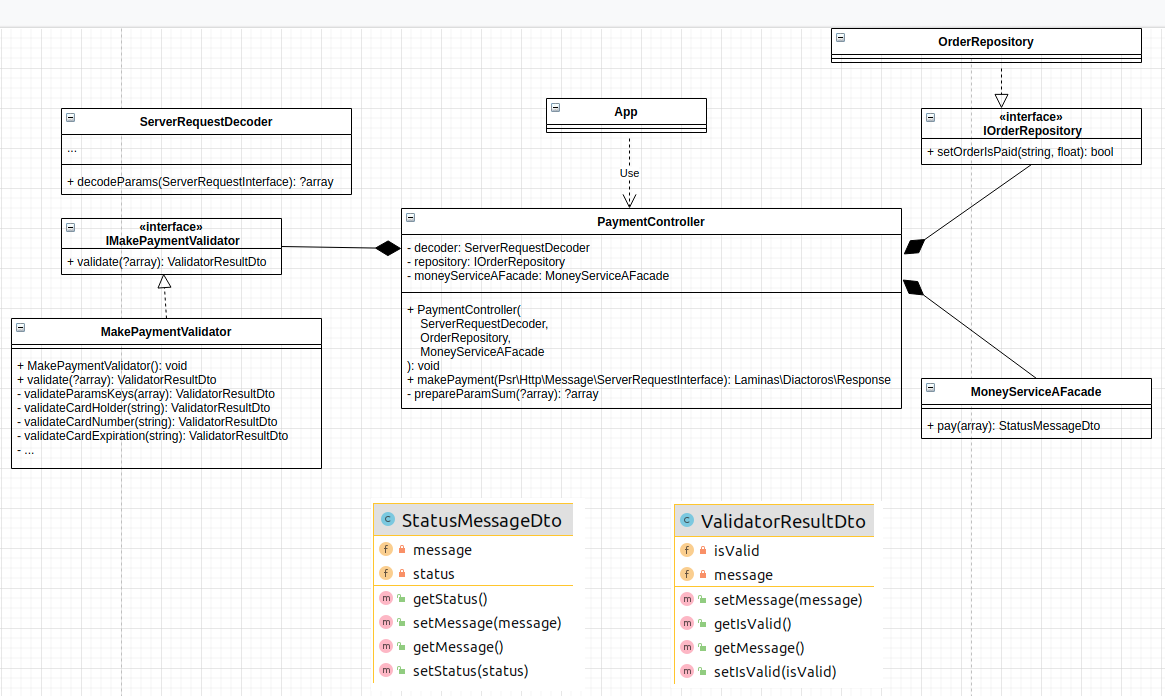 OrderRepository
«interface»
IOrderRepository
+ setOrderIsPaid(string, float): bool
ServerRequestDecoder
...
+ decodeParams(ServerRequestInterface): ?array
App
Use
«interface»
IMakePaymentValidator
+ validate(?array): ValidatorResultDto
PaymentController
- decoder: ServerRequestDecoder
- repository: IOrderRepository
- moneyServiceAFacade: MoneyServiceAFacade
+ PaymentController(
ServerRequestDecoder,
OrderRepository,
MoneyServiceAFacade
): void
+ makePayment(Psr\Http\Message\ServerRequestInterface): Laminas\Diactoros\Response
- prepareParamSum(?array): ?array
MakePaymentValidator
+ MakePaymentValidator(): void
+ validate(?array): ValidatorResultDto
- validateParamsKeys(array): ValidatorResultDto
- validateCardHolder(string): ValidatorResultDto
- validateCardNumber(string): ValidatorResultDto
- validateCardExpiration(string): ValidatorResultDto
- ...
MoneyServiceAFacade
+ pay(array): StatusMessageDto
C StatusMessageDto
f message
f status
m getStatus()
m setMessage(message)
m getMessage()
m setStatus(status)
C ValidatorResultDto
f isValid
f message
m setMessage(message)
m getIsValid()
m getMessage()
m setIsValid(isValid)